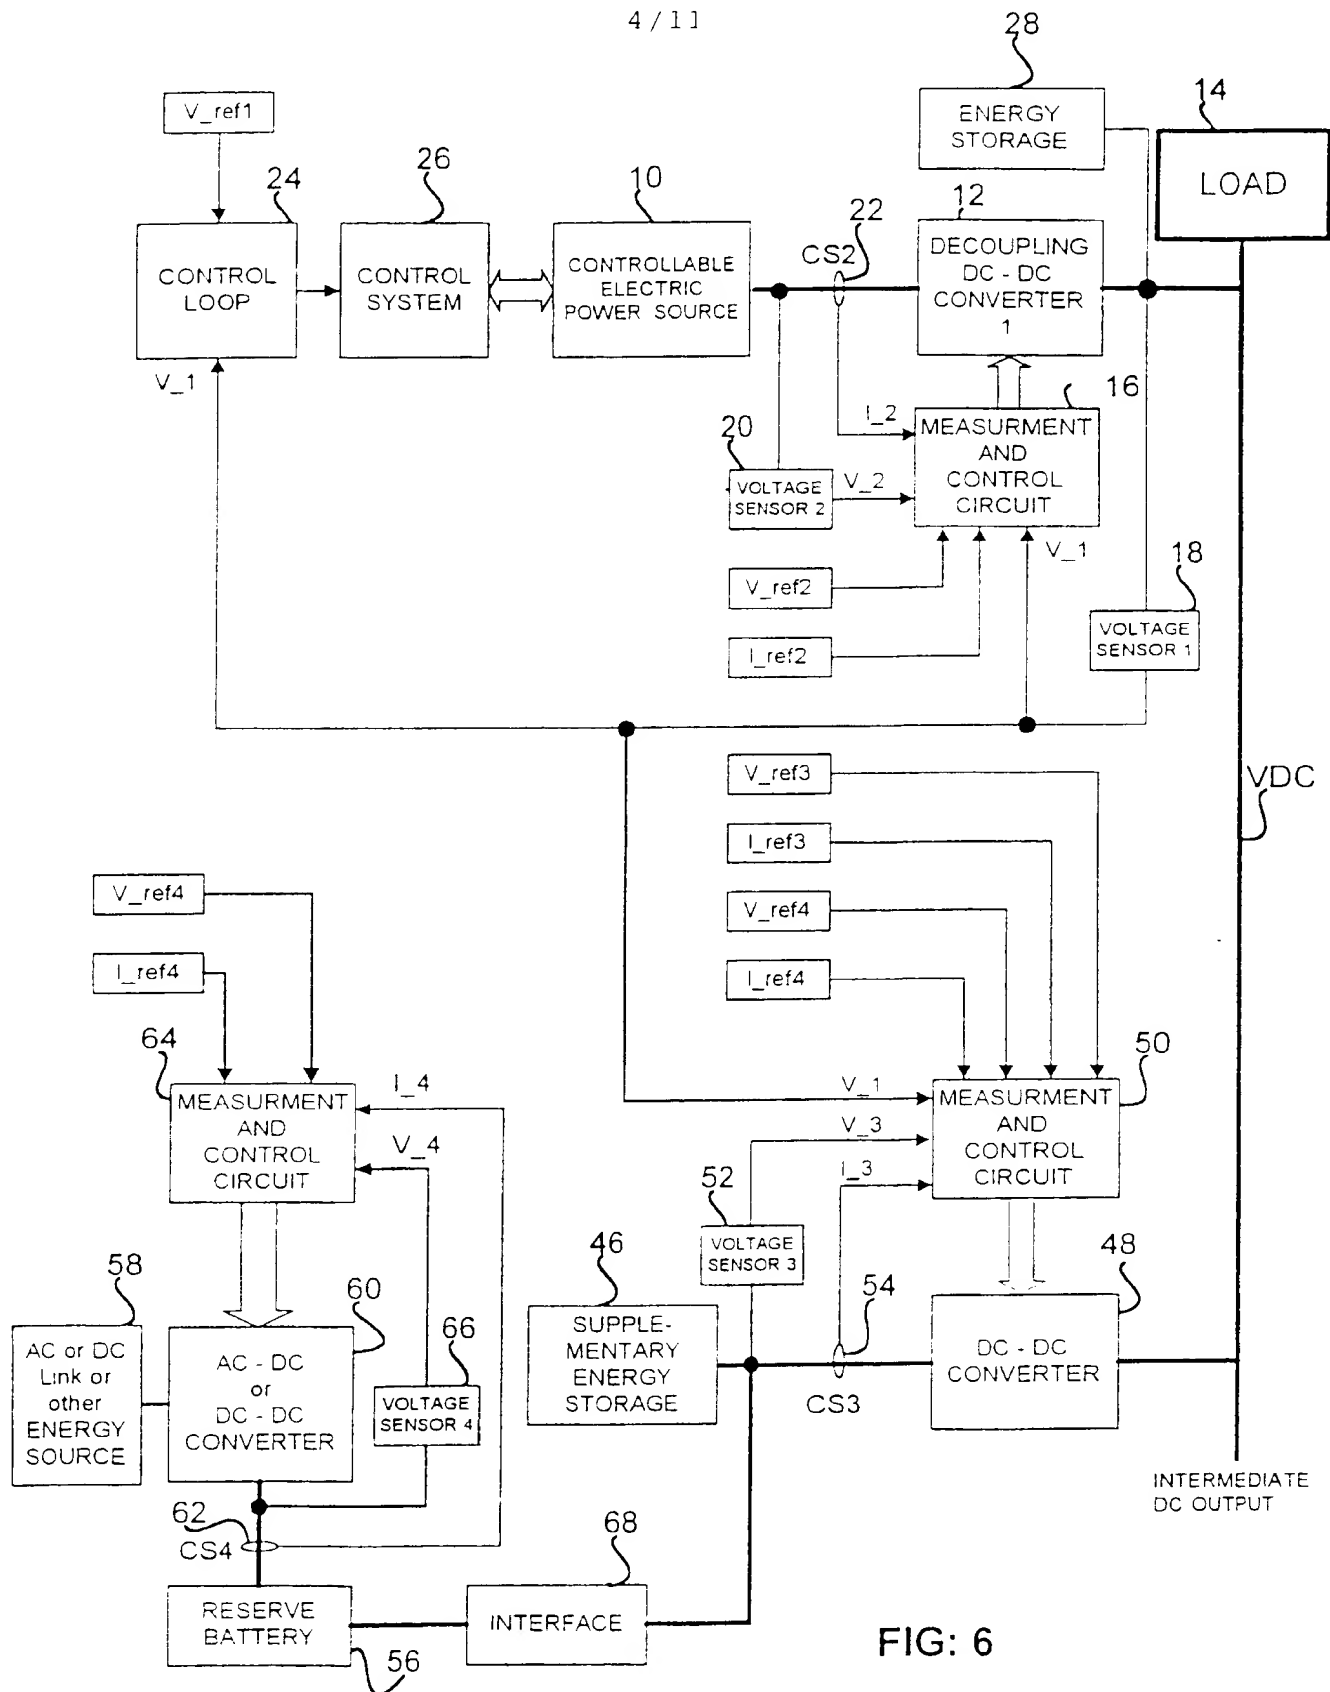 4/11
28
V_ref1
ENERGY
STORAGE
14
LOAD
24
26
10
22
12
CONTROL
LOOP
CONTROL
SYSTEM
CONTROLLABLE
ELECTRIC
POWER SOURCE
CS2
DECOUPLING
DC - DC
CONVERTER
1
V_1
16
I_2
MEASURMENT
AND
CONTROL
CIRCUIT
20
VOLTAGE
SENSOR 2
V_2
V_1
18
V_ref2
VOLTAGE
SENSOR 1
I_ref2
V_ref3
VDC
I_ref3
V_ref4
V_ref4
I_ref4
I_ref4
64
50
MEASURMENT
AND
CONTROL
CIRCUIT
I_4
V_4
V_1
V_3
I_3
MEASURMENT
AND
CONTROL
CIRCUIT
52
VOLTAGE
SENSOR 3
46
48
58
60
54
66
AC or DC
Link or
other
ENERGY
SOURCE
AC - DC
or
DC - DC
CONVERTER
VOLTAGE
SENSOR 4
SUPPLE-
MENTARY
ENERGY
STORAGE
CS3
DC - DC
CONVERTER
INTERMEDIATE
DC OUTPUT
62
CS4
68
RESERVE
BATTERY
INTERFACE
56
FIG: 6